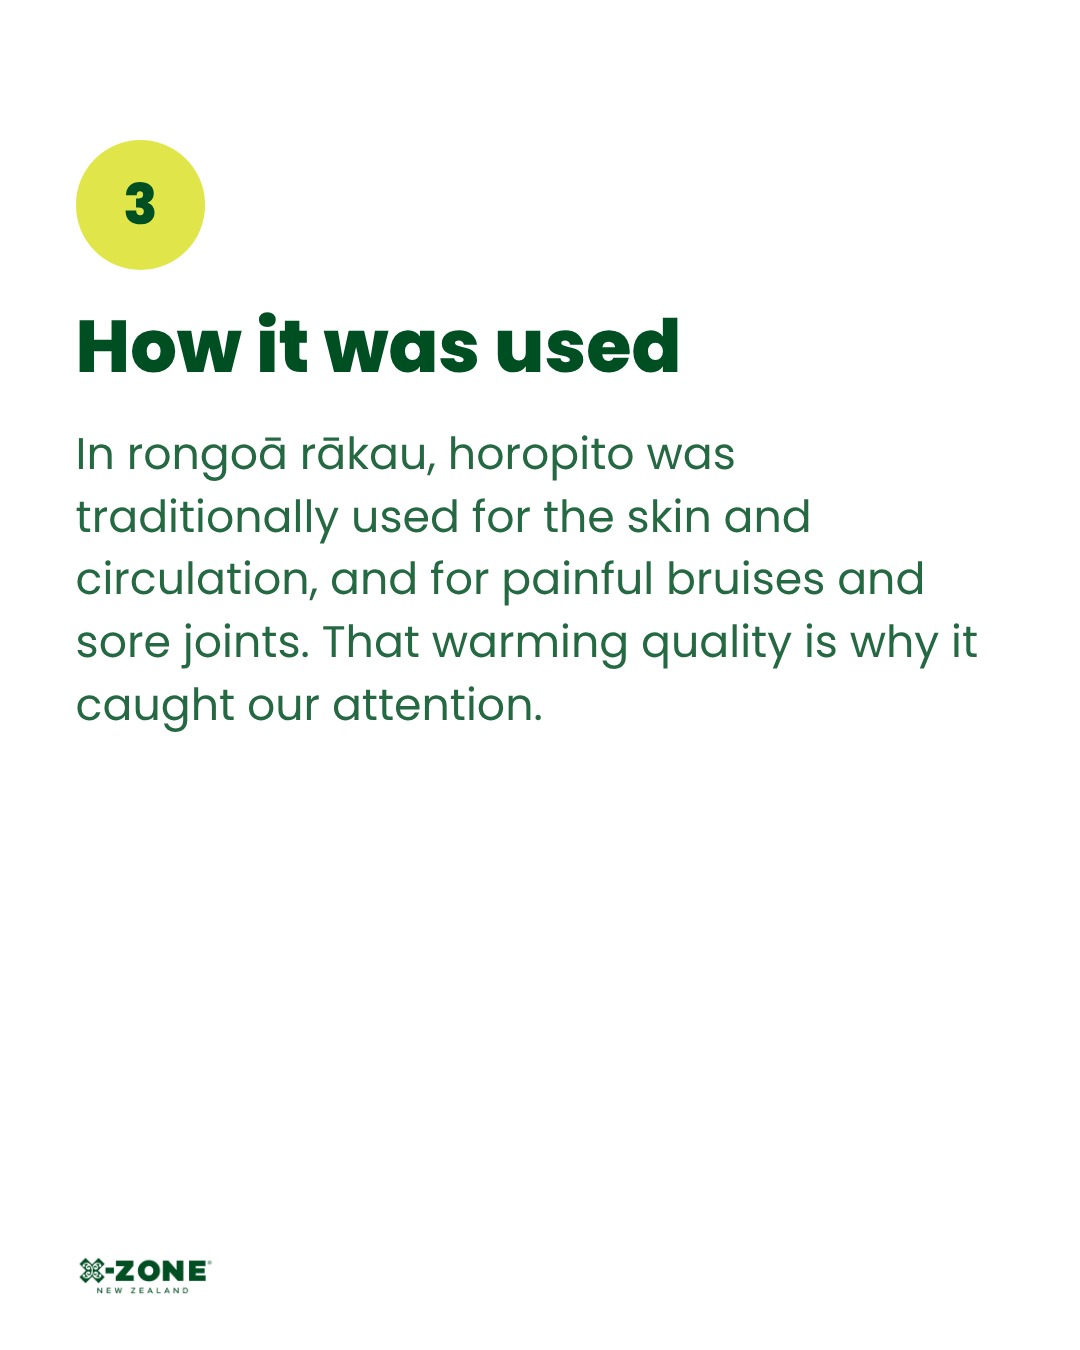 3
How it was used
In rongoā rākau, horopito was
traditionally used for the skin and
circulation, and for painful bruises and
sore joints. That warming quality is why it
caught our attention.
X-ZONE
NEW ZEALAND